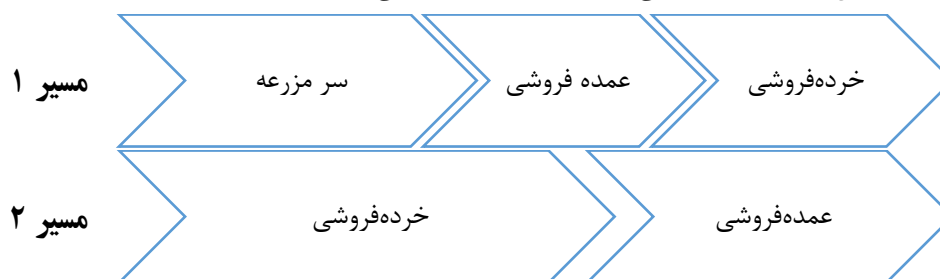 مسیر ۱
سر مزرعه
عمده فروشی
خرده‌فروشی
مسیر ۲
خرده‌فروشی
عمده‌فروشی